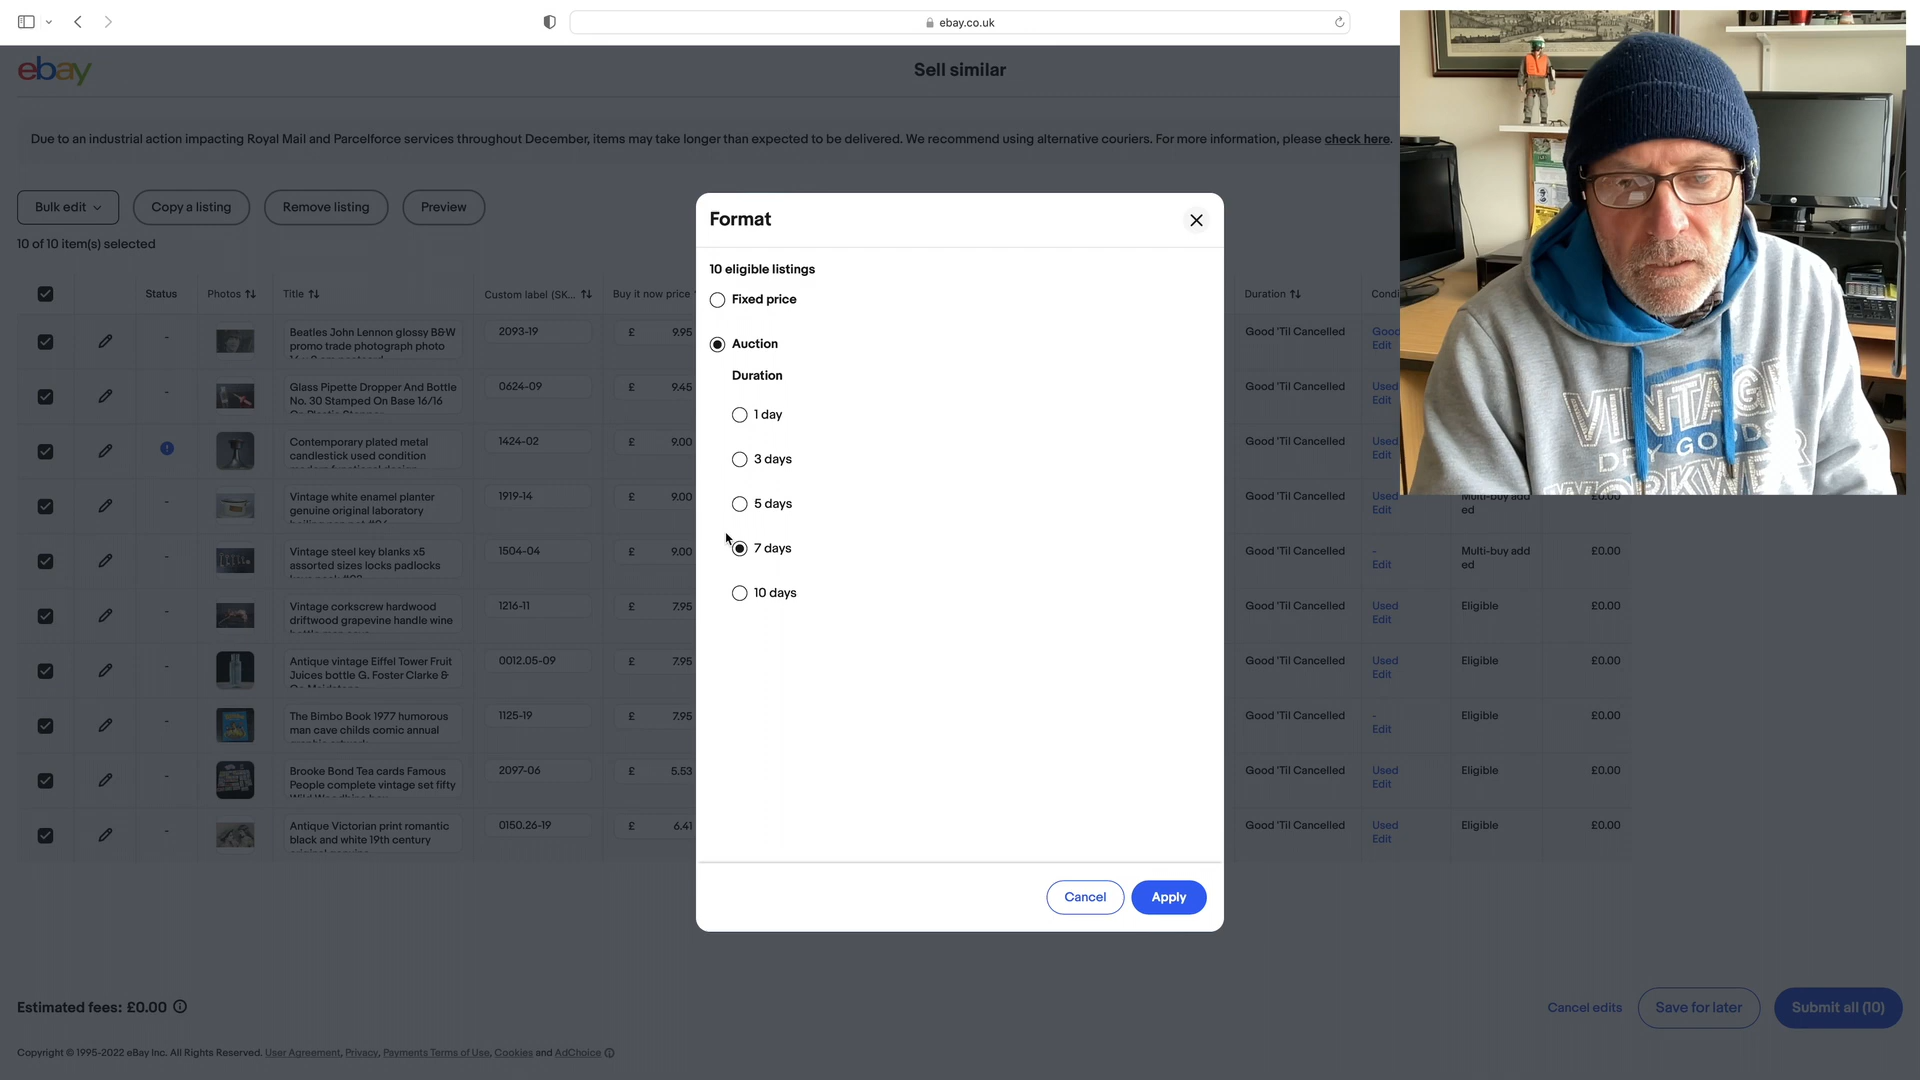 ebay.co.uk
ebay
Sell similar
Due to an industrial action impacting Royal Mail and Parcelforce services throughout December, items may take longer than expected to be delivered. We recommend using alternative couriers. For more information, please check here.
Bulk edit
Copy a listing
Remove listing
Preview
10 of 10 item(s) selected
Status Photos Title Custom label (SK... Buy it now price Duration Condi
Beatles John Lennon glossy B&W
promo trade photograph photo
2093-19 £ 9.95 Good 'Til Cancelled Good
Edit
Glass Pipette Dropper And Bottle
No. 30 Stamped On Base 16/16
0624-09 £ 9.45 Good 'Til Cancelled Used
Edit
Contemporary plated metal
candlestick used condition
1424-02 £ 9.00 Good 'Til Cancelled Used
Edit
Vintage white enamel planter
genuine original laboratory
1919-14 £ 9.00 Good 'Til Cancelled Used
Edit
Multi-buy add
ed
£0.00
Vintage steel key blanks x5
assorted sizes locks padlocks
1504-04 £ 9.00 Good 'Til Cancelled -
Edit
Multi-buy add
ed
£0.00
Vintage corkscrew hardwood
driftwood grapevine handle wine
1216-11 £ 7.95 Good 'Til Cancelled Used
Edit
Eligible £0.00
Antique vintage Eiffel Tower Fruit
Juices bottle G. Foster Clarke &
0012.05-09 £ 7.95 Good 'Til Cancelled Used
Edit
Eligible £0.00
The Bimbo Book 1977 humorous
man cave childs comic annual
1125-19 £ 7.95 Good 'Til Cancelled -
Edit
Eligible £0.00
Brooke Bond Tea cards Famous
People complete vintage set fifty
2097-06 £ 5.53 Good 'Til Cancelled Used
Edit
Eligible £0.00
Antique Victorian print romantic
black and white 19th century
0150.26-19 £ 6.41 Good 'Til Cancelled Used
Edit
Eligible £0.00
Format
10 eligible listings
Fixed price
Auction
Duration
1 day
3 days
5 days
7 days
10 days
Cancel
Apply
VINTAGE
DRY GOODS
WORKWEAR
Estimated fees: £0.00
Cancel edits
Save for later
Submit all (10)
Copyright © 1995-2022 eBay Inc. All Rights Reserved. User Agreement, Privacy, Payments Terms of Use, Cookies and AdChoice